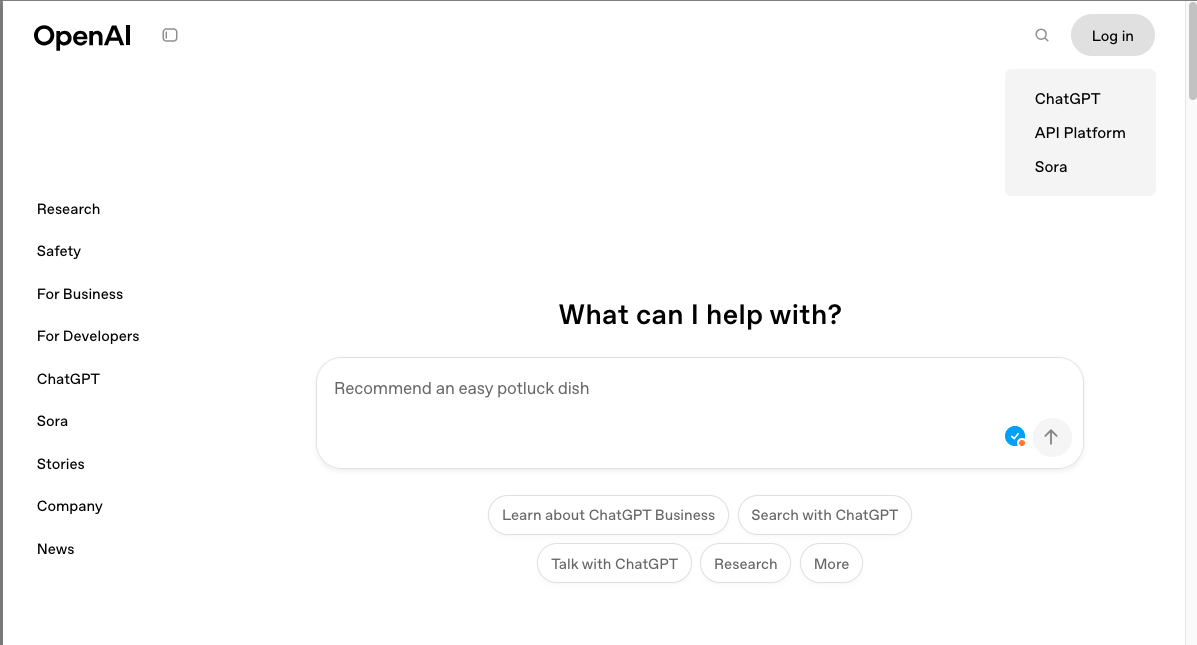 OpenAI
Log in
ChatGPT
API Platform
Sora
Research
Safety
For Business
For Developers
ChatGPT
Sora
Stories
Company
News
What can I help with?
Recommend an easy potluck dish
Learn about ChatGPT Business
Search with ChatGPT
Talk with ChatGPT
Research
More